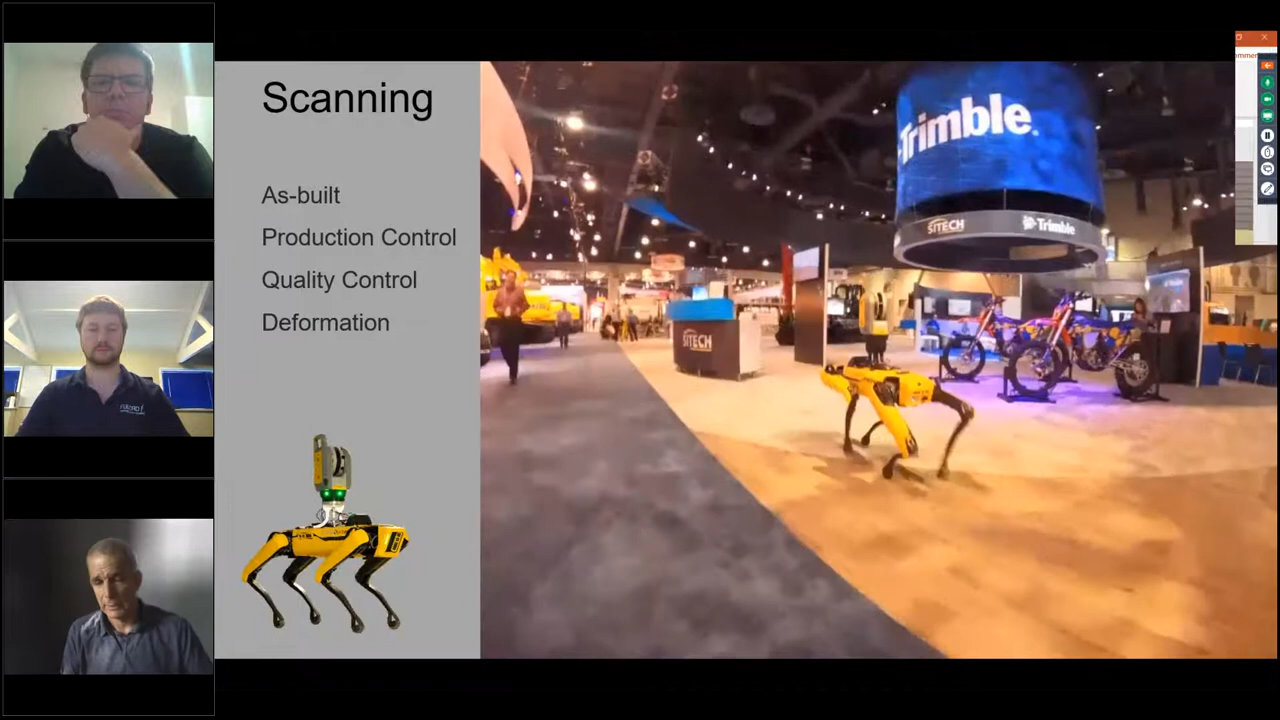 Scanning
As-built
Production Control
Quality Control
Deformation
Trimble
SITECH
Trimble
SITECH